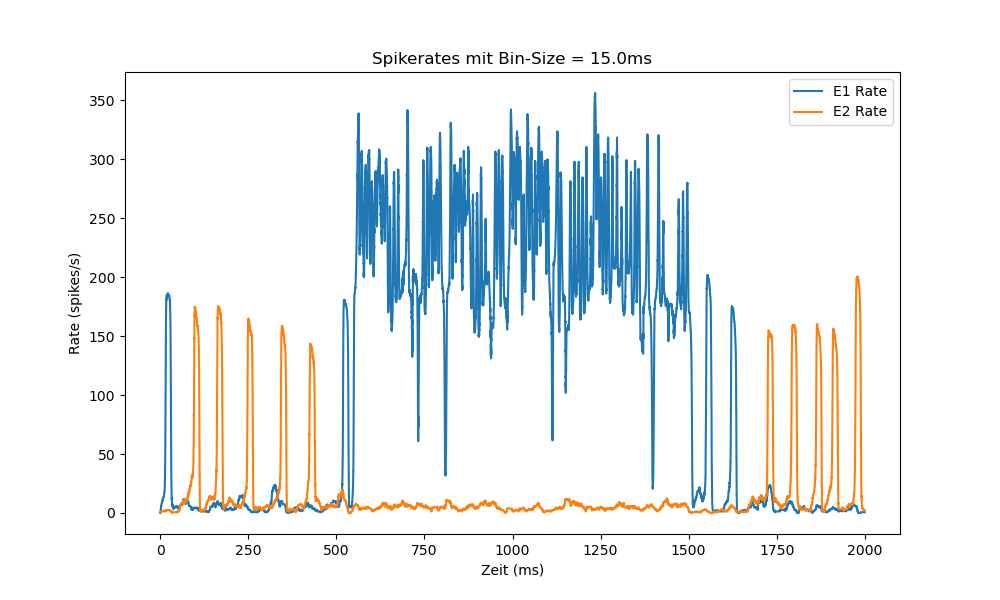 Spikerates mit Bin-Size = 15.0ms
E1 Rate
E2 Rate
350
300
250
200
150
100
50
0
Rate (spikes/s)
0 250 500 750 1000 1250 1500 1750 2000
Zeit (ms)